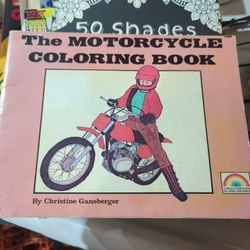 50 Shades
The MOTORCYCLE
COLORING BOOK
By Christine Gansberger